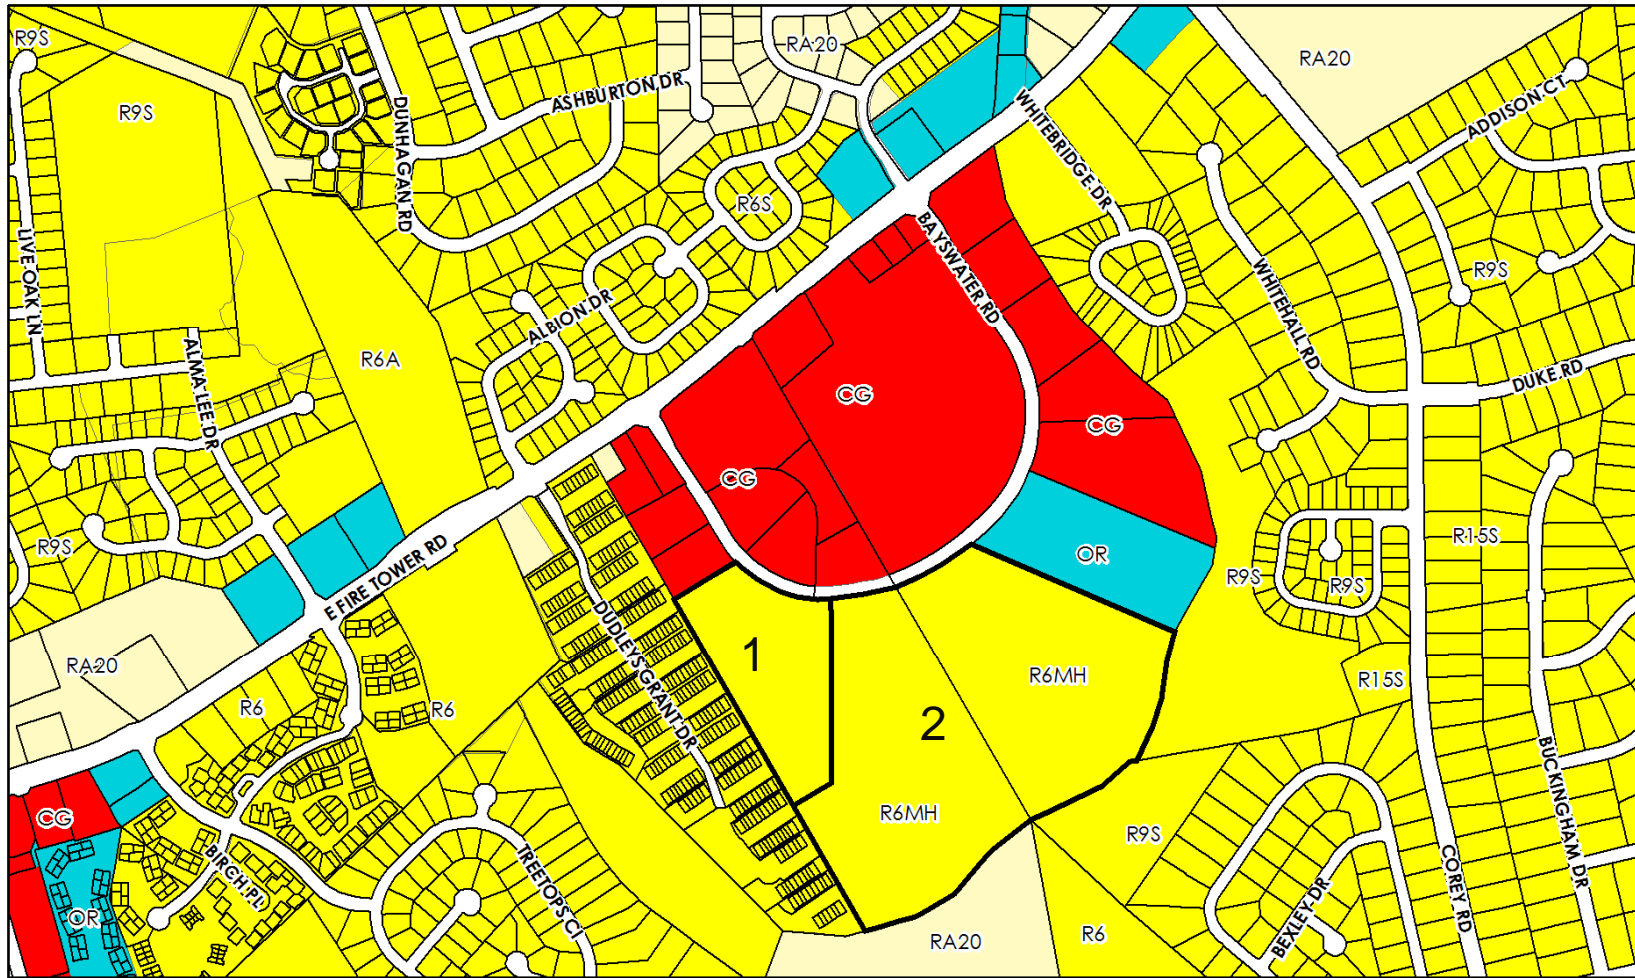 R9S
RA20
RA20
R9S
ASHBURTON DR
DUNHAGAN RD
WHITEBRIDGE DR
ADDISON CT
R6S
LIVE OAK LN
BAYSWATER RD
WHITEHALL RD
R9S
ALBION DR
ALMA LEE DR
R6A
DUKE RD
CG
CG
CG
R9S
E FIRE TOWER RD
OR
R15S
R9S
R9S
DUDLEYS GRANT DR
1
RA20
R6MH
R15S
R6
R6
2
BUCKINGHAM DR
CG
R6MH
R9S
BIRCH PL
TREETOPS CI
COREY RD
OR
BEXLEY DR
RA20
R6